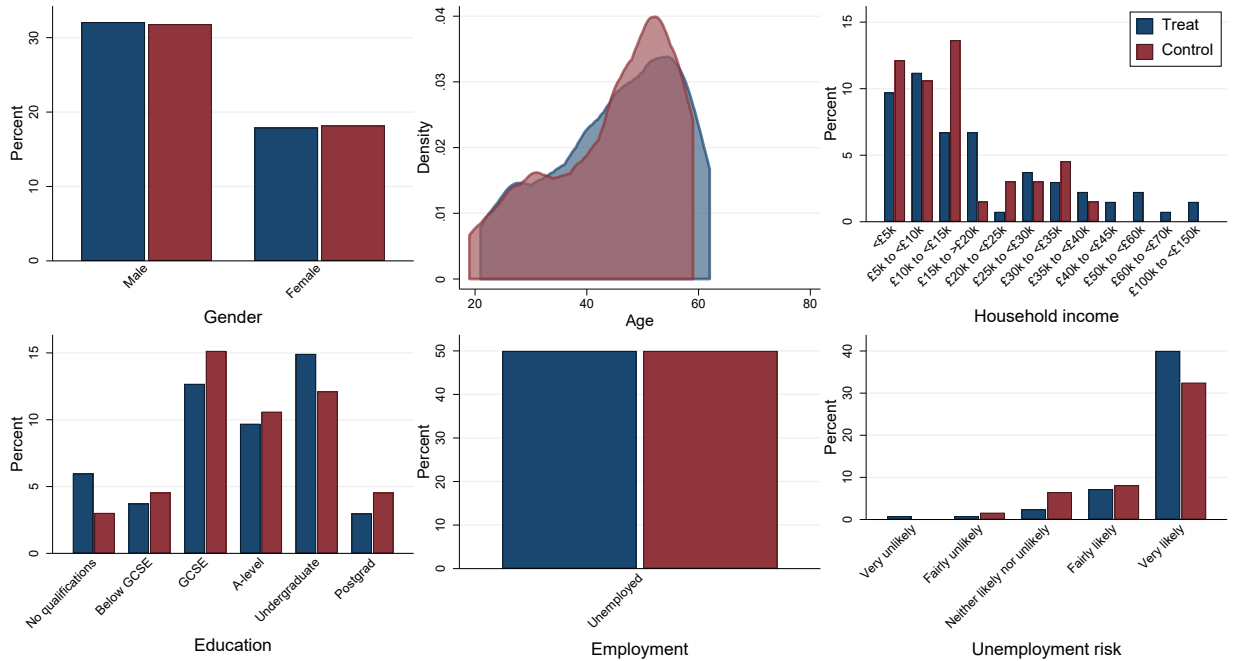 Percent
0
10
20
30
Male
Female
Gender
Density
0
.01
.02
.03
.04
20
40
60
80
Age
Treat
Control
Percent
0
5
10
15
<£5k
£5k to <£10k
£10k to <£15k
£15k to >£20k
£20k to <£25k
£25k to <£30k
£30k to <£35k
£35k to <£40k
£40k to <£45k
£50k to <£60k
£60k to <£70k
£100k to <£150k
Household income
Percent
0
5
10
15
No qualifications
Below GCSE
GCSE
A-level
Undergraduate
Postgrad
Education
Percent
0
10
20
30
40
50
Unemployed
Employment
Percent
0
10
20
30
40
Very unlikely
Fairly unlikely
Neither likely nor unlikely
Fairly likely
Very likely
Unemployment risk